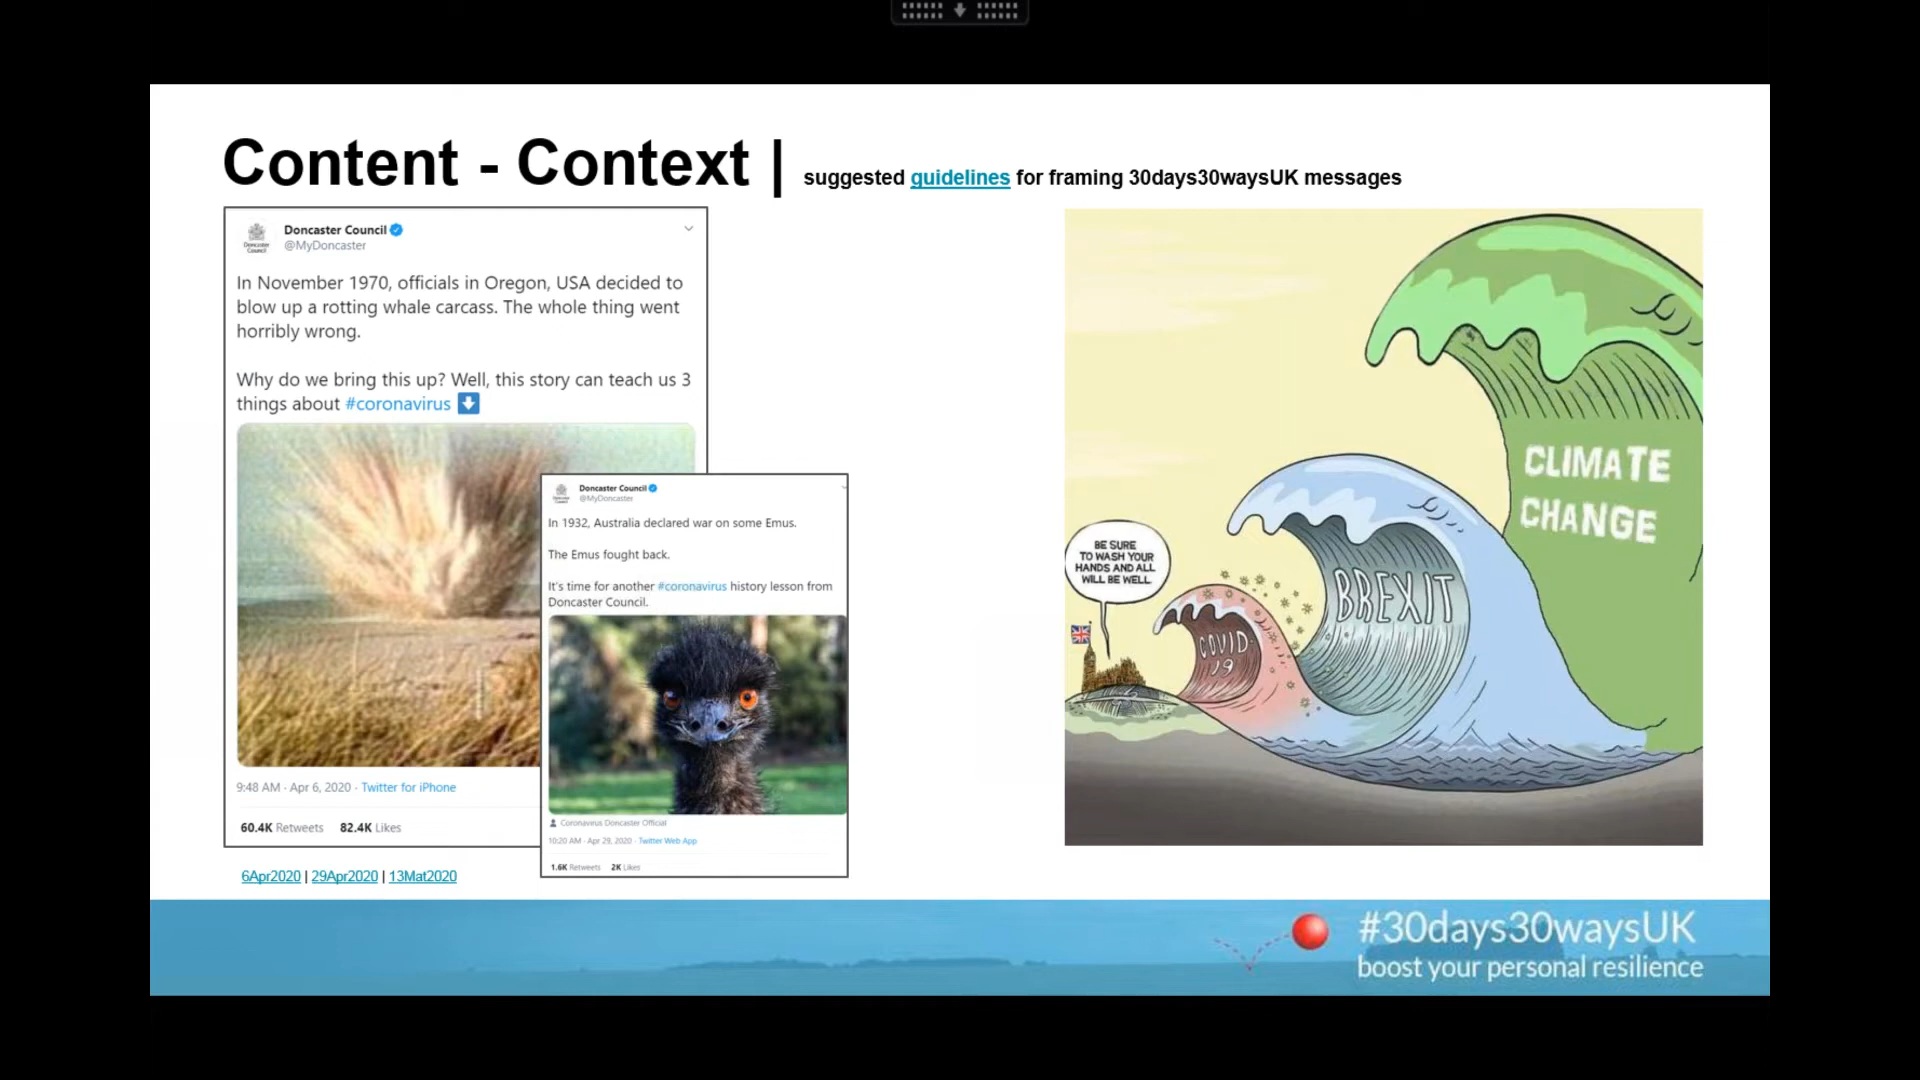 Content - Context | suggested guidelines for framing 30days30waysUK messages
Doncaster Council
@MyDoncaster
In November 1970, officials in Oregon, USA decided to
blow up a rotting whale carcass. The whole thing went
horribly wrong.
Why do we bring this up? Well, this story can teach us 3
things about #coronavirus
9:48 AM · Apr 6, 2020 · Twitter for iPhone
60.4K Retweets 82.4K Likes
Doncaster Council
@MyDoncaster
In 1932, Australia declared war on some Emus.
The Emus fought back.
It's time for another #coronavirus history lesson from
Doncaster Council.
Coronavirus Doncaster Official
10:20 AM · Apr 29, 2020 · Twitter Web App
1.6K Retweets 2K Likes
6Apr2020 | 29Apr2020 | 13Mat2020
BE SURE
TO WASH YOUR
HANDS AND ALL
WILL BE WELL.
COVID-
19
BREXIT
CLIMATE
CHANGE
#30days30waysUK
boost your personal resilience